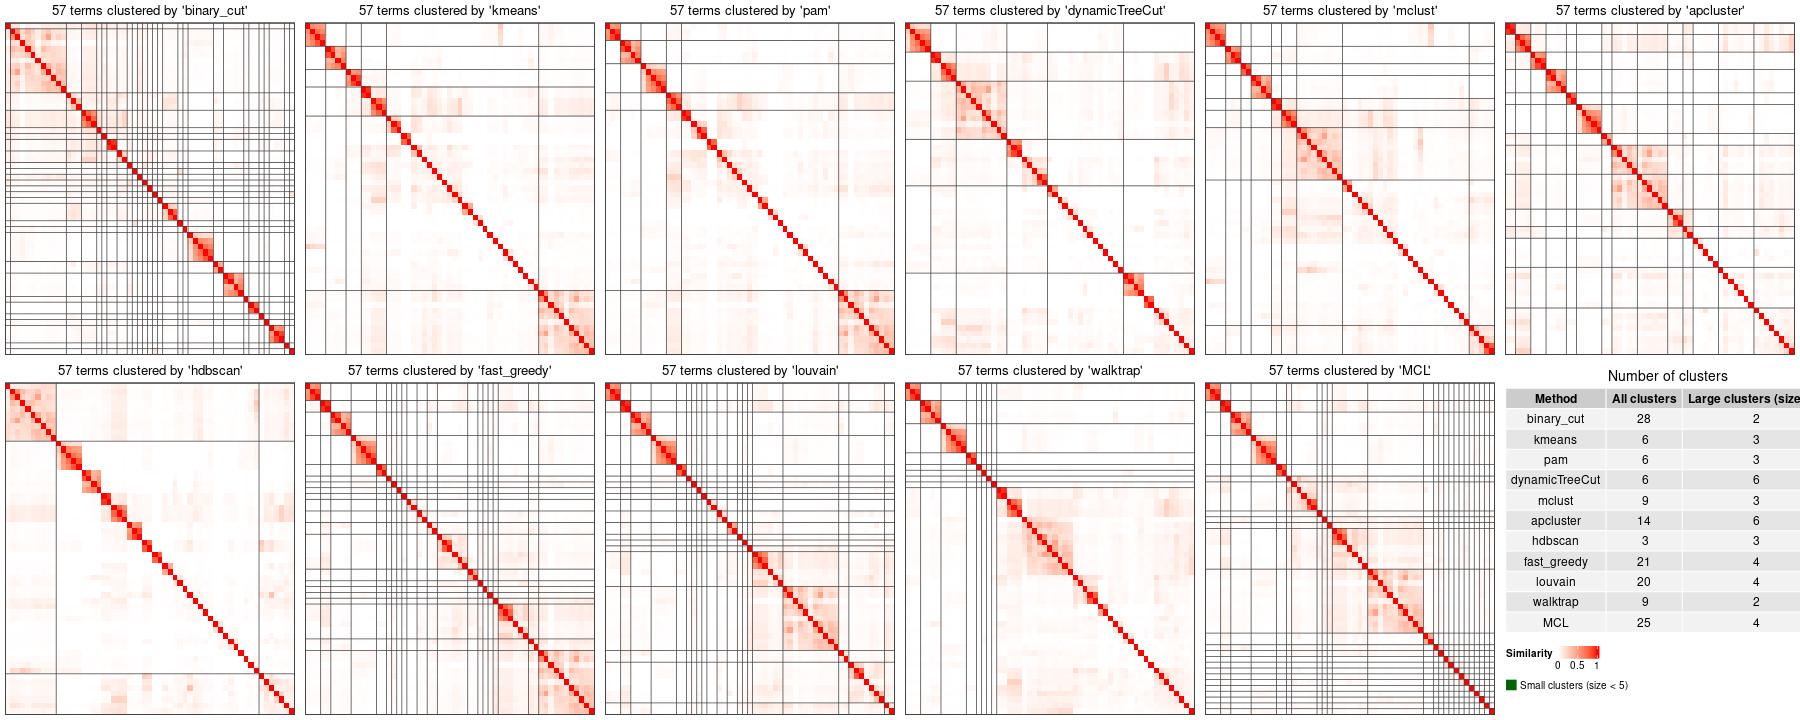 57 terms clustered by 'binary_cut'
57 terms clustered by 'kmeans'
57 terms clustered by 'pam'
57 terms clustered by 'dynamicTreeCut'
57 terms clustered by 'mclust'
57 terms clustered by 'apcluster'
57 terms clustered by 'hdbscan'
57 terms clustered by 'fast_greedy'
57 terms clustered by 'louvain'
57 terms clustered by 'walktrap'
57 terms clustered by 'MCL'
Number of clusters
Method All clusters Large clusters (size
binary_cut 28 2
kmeans 6 3
pam 6 3
dynamicTreeCut 6 6
mclust 9 3
apcluster 14 6
hdbscan 3 3
fast_greedy 21 4
louvain 20 4
walktrap 9 2
MCL 25 4
Similarity
0 0.5 1
Small clusters (size < 5)